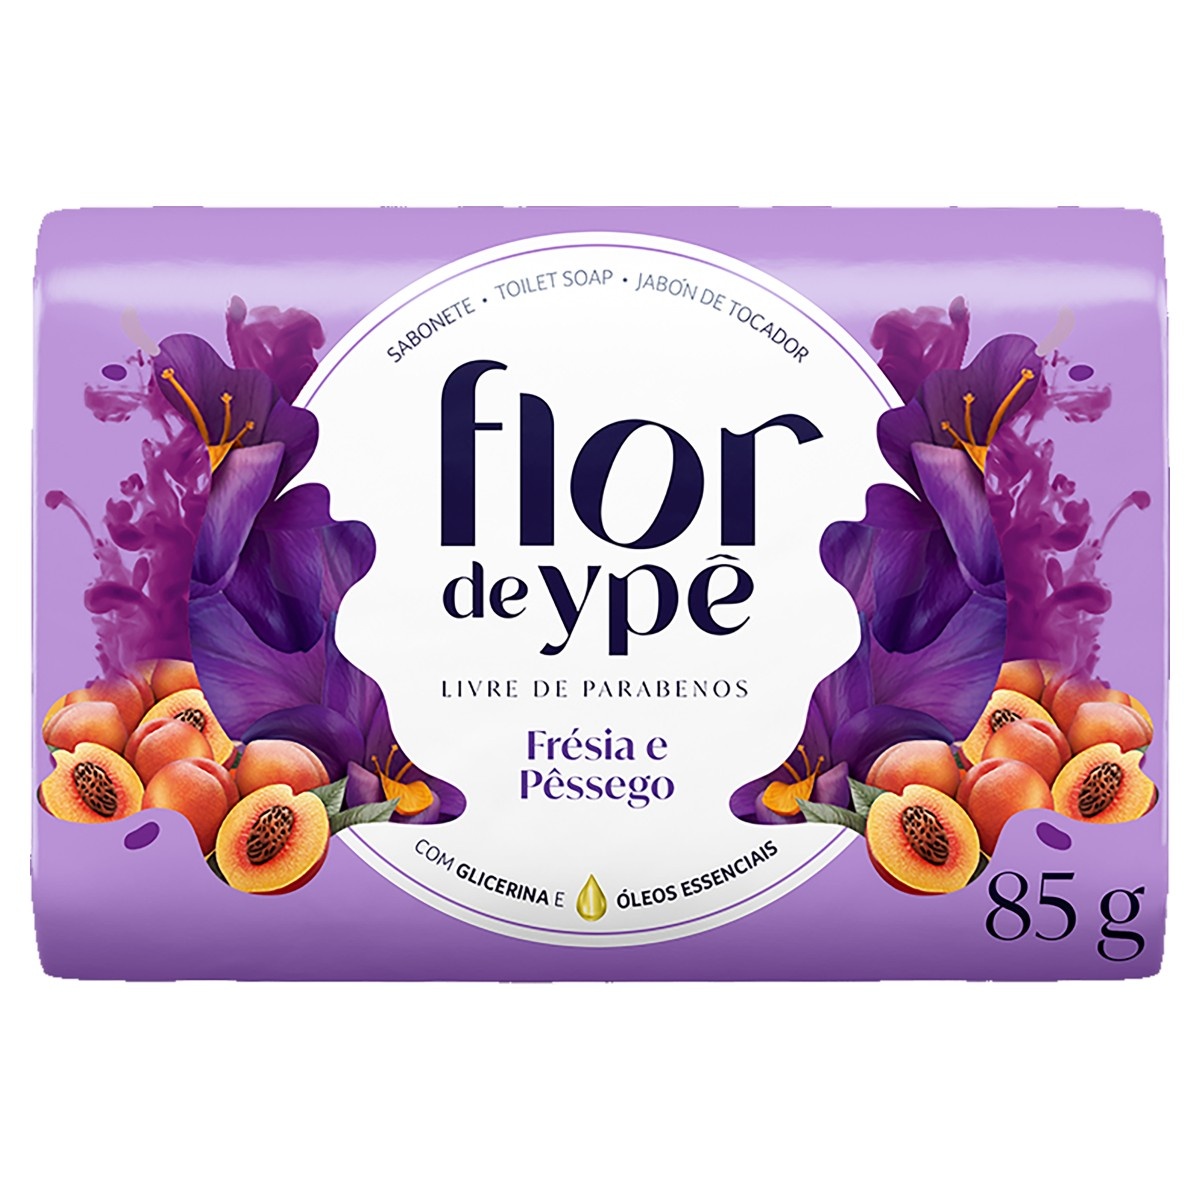 SABONETE • TOILET SOAP • JABÓN DE TOCADOR
flor
de ypê
LIVRE DE PARABENOS
Frésia e
Pêssego
COM GLICERINA E ÓLEOS ESSENCIAIS
85 g